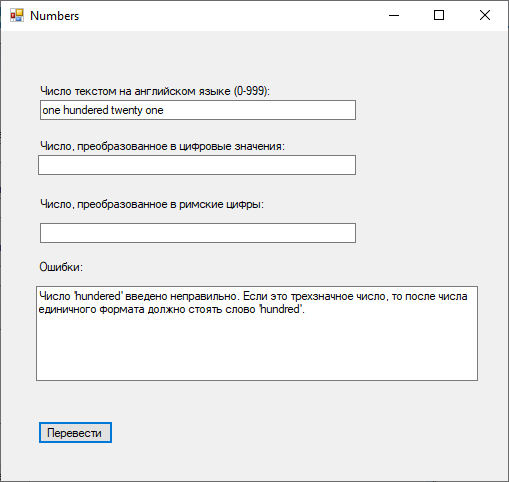 Numbers
Число текстом на английском языке (0-999):
one hundered twenty one
Число, преобразованное в цифровые значения:
Число, преобразованное в римские цифры:
Ошибки:
Число 'hundered' введено неправильно. Если это трехзначное число, то после числа
единичного формата должно стоять слово 'hundred'.
Перевести